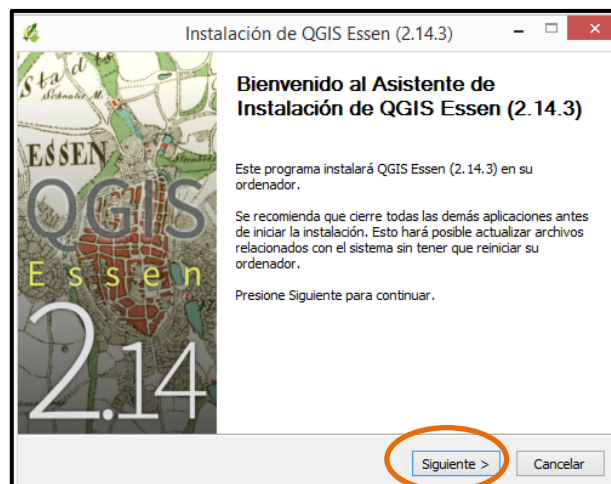 Instalación de QGIS Essen (2.14.3)
Bienvenido al Asistente de
Instalación de QGIS Essen (2.14.3)
Este programa instalará QGIS Essen (2.14.3) en su
ordenador.
Se recomienda que cierre todas las demás aplicaciones antes
de iniciar la instalación. Esto hará posible actualizar archivos
relacionados con el sistema sin tener que reiniciar su
ordenador.
Presione Siguiente para continuar.
Stadt
ESSEN
QGIS
Essen
2.14
Siguiente >
Cancelar